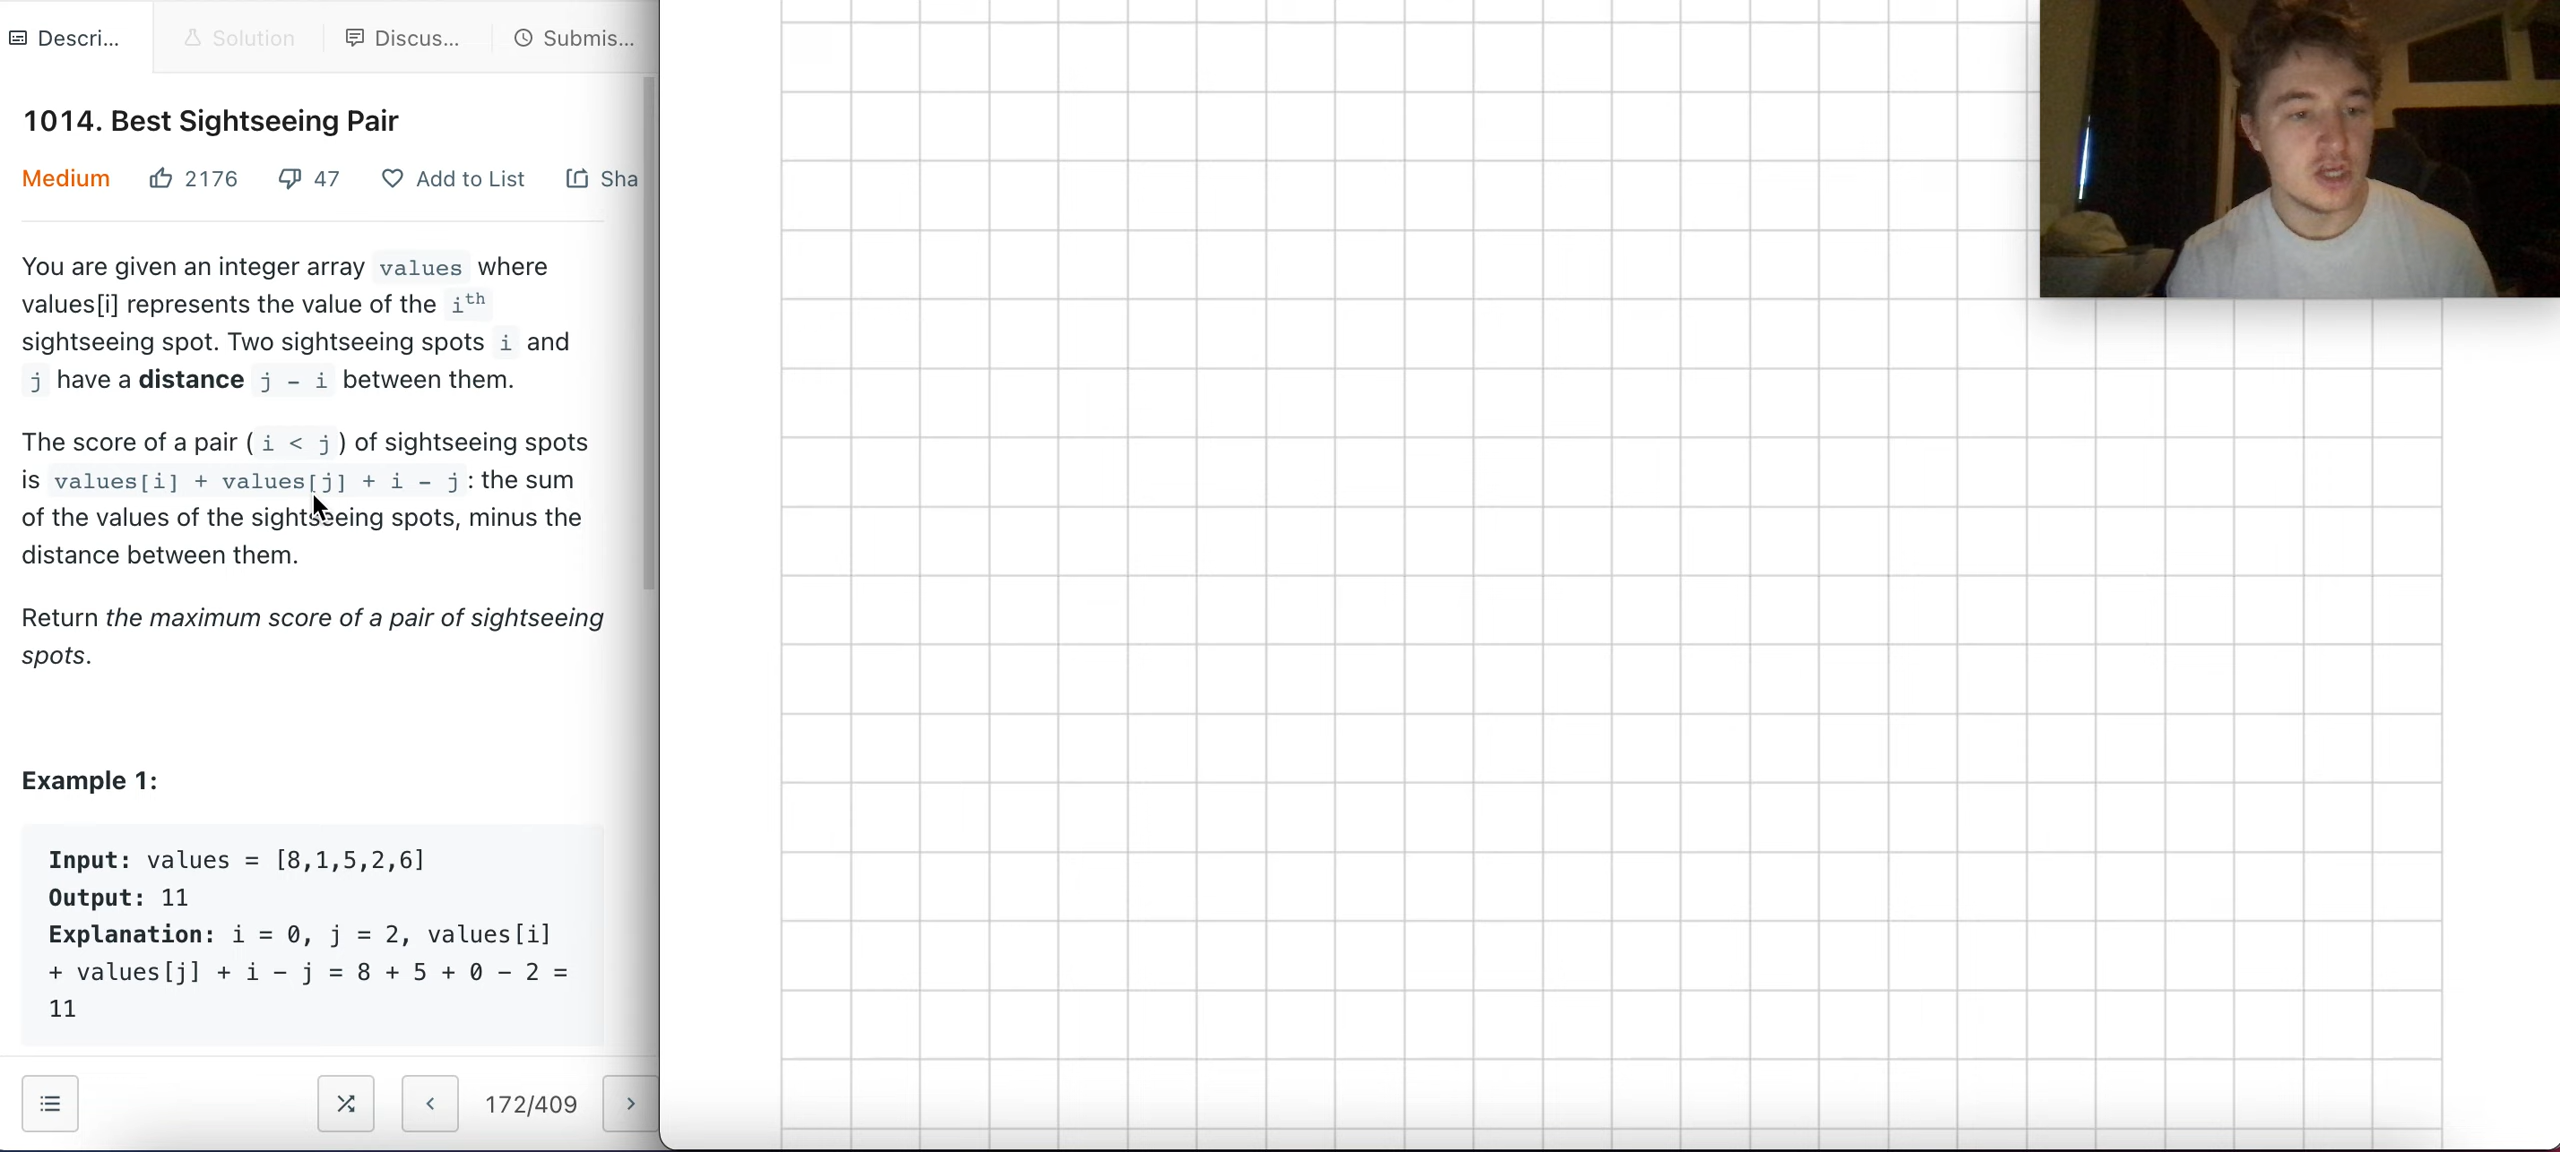 Descri...
Solution
Discus...
Submis...
1014. Best Sightseeing Pair
Medium 2176 47 Add to List Sha
You are given an integer array values where
values[i] represents the value of the ith
sightseeing spot. Two sightseeing spots i and
j have a distance j - i between them.
The score of a pair (i < j) of sightseeing spots
is values[i] + values[j] + i - j: the sum
of the values of the sightseeing spots, minus the
distance between them.
Return the maximum score of a pair of sightseeing
spots.
Example 1:
Input: values = [8,1,5,2,6]
Output: 11
Explanation: i = 0, j = 2, values[i]
+ values[j] + i - j = 8 + 5 + 0 - 2 =
11
172/409